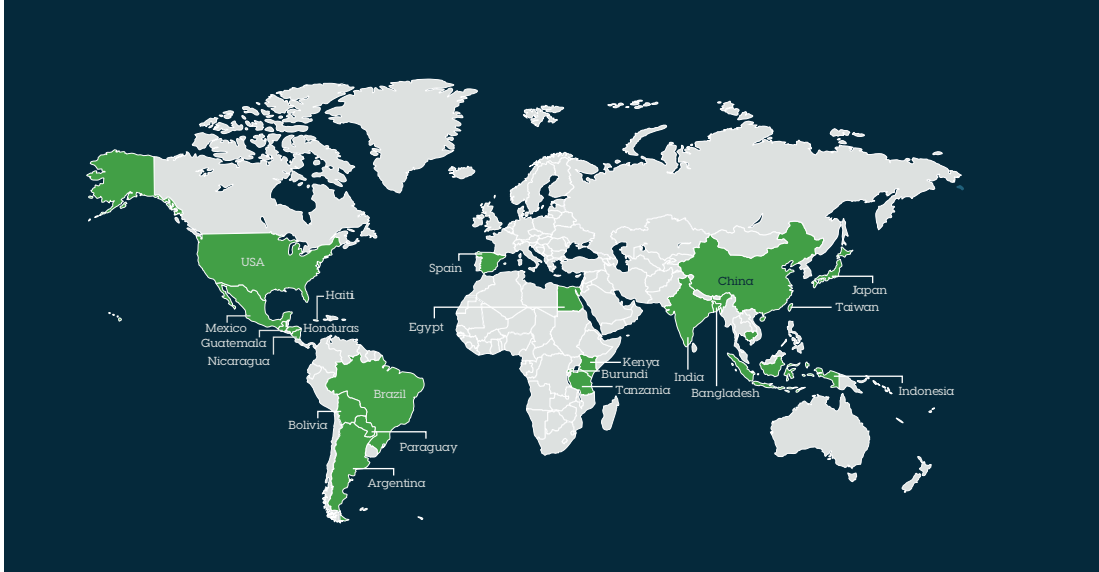 USA
Spain
China
Japan
Haiti
Taiwan
Mexico
Honduras
Egypt
Guatemala
Nicaragua
Kenya
Burundi
India
Tanzania
Bangladesh
Indonesia
Brazil
Bolivia
Paraguay
Argentina